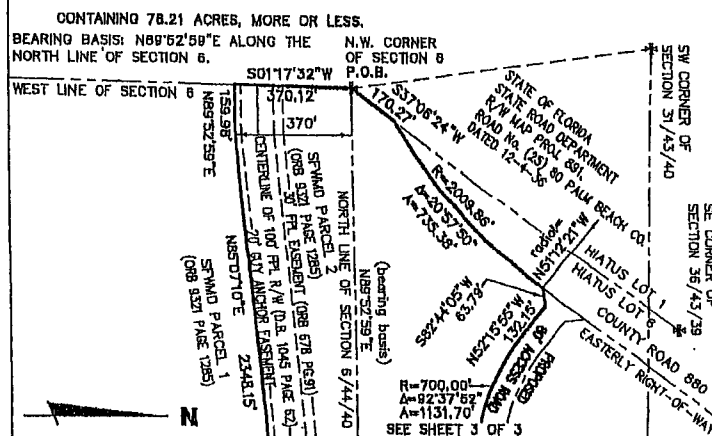 CONTAINING 78.21 ACRES, MORE OR LESS.
BEARING BASIS: N89°52'59"E ALONG THE
NORTH LINE OF SECTION 6.
N.W. CORNER
OF SECTION 6
P.O.B.
S01°17'32"W
370.12'
370'
WEST LINE OF SECTION 6
159.98'
N89°52'59"E
S37°06'24"W
170.27'
STATE OF FLORIDA
STATE ROAD DEPARTMENT
R/W MAP PROJ. 891,
ROAD No. (25) 80 PALM BEACH CO.
DATED 12-4-36
SW CORNER OF
SECTION 31/43/40
SE CORNER OF
SECTION 36/43/39
R=2009.86'
Δ=20°57'50"
A=735.38'
radial=
N51°12'21"W
HIATUS LOT 1
HIATUS LOT 6
COUNTY ROAD 880
EASTERLY RIGHT-OF-WAY
S82°44'05"W
63.79'
N52°15'55"W
132.15'
80' ACCESS ROAD
(PROPOSED)
R=700.00'
Δ=92°37'52"
A=1131.70'
SEE SHEET 3 OF 3
(bearing basis)
N89°52'59"E
NORTH LINE OF SECTION 6/44/40
SFWMD PARCEL 2
(ORB 9321 PAGE 1285)
30' FPL EASEMENT (ORB 678 PG.91)
CENTERLINE OF 100' FPL R/W (D.B. 1045 PAGE 62)
20' GUY ANCHOR EASEMENT
N85°07'10"E
2348.15'
SFWMD PARCEL 1
(ORB 9321 PAGE 1285)
N